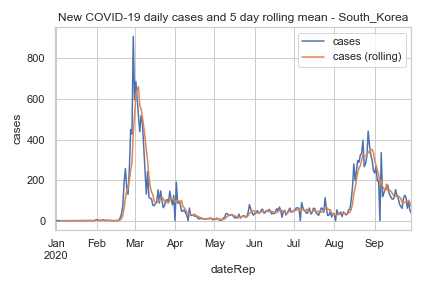 New COVID-19 daily cases and 5 day rolling mean - South_Korea
cases
cases (rolling)
cases
800
600
400
200
0
Jan Feb Mar Apr May Jun Jul Aug Sep
2020
dateRep